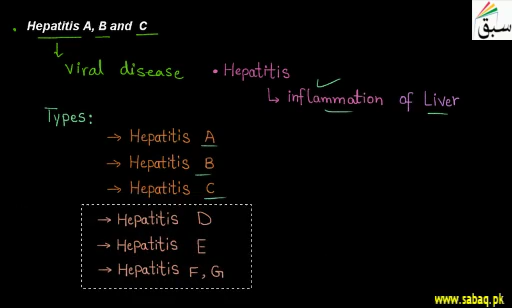 • Hepatitis A, B and C
سبق
↓
Viral disease
• Hepatitis
↳ inflammation of Liver
Types:
→ Hepatitis A
→ Hepatitis B
→ Hepatitis C
→ Hepatitis D
→ Hepatitis E
→ Hepatitis F, G
www.sabaq.pk